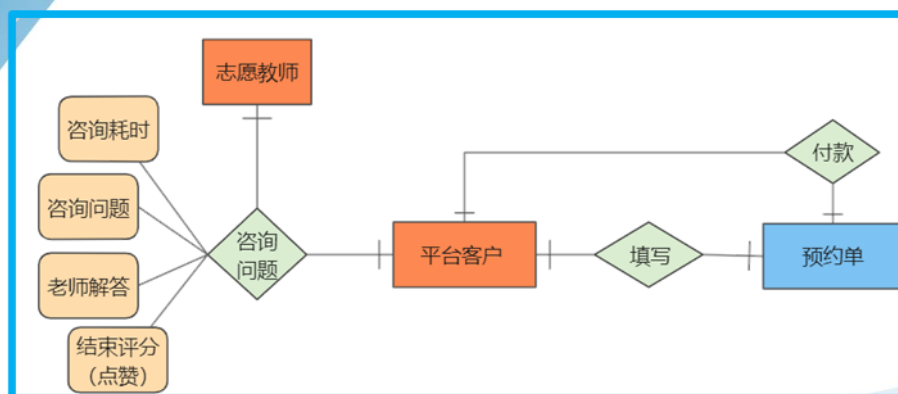 志愿教师
咨询耗时
付款
咨询问题
咨询
问题
平台客户
填写
预约单
老师解答
结束评分
（点赞）